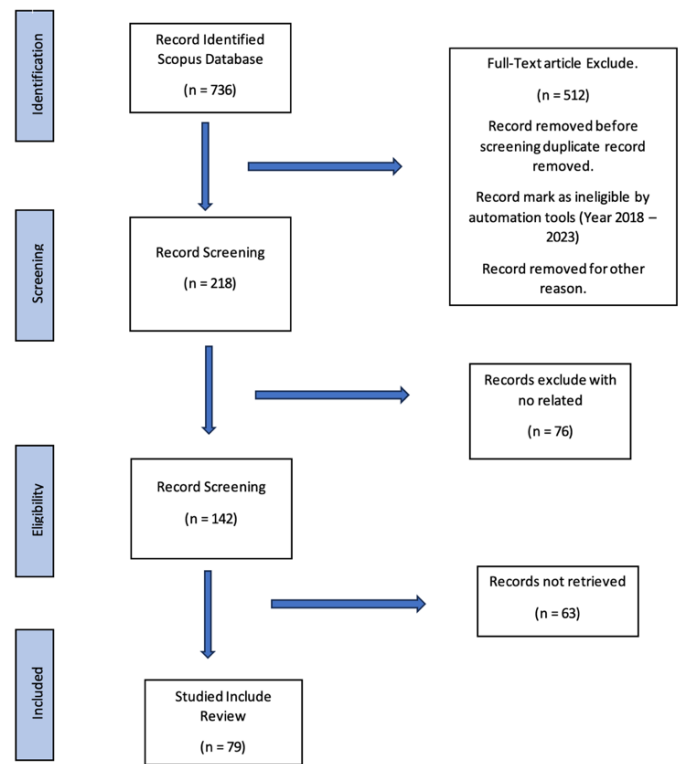 Identification
Record Identified
Scopus Database
(n = 736)
Full-Text article Exclude.
(n = 512)
Record removed before
screening duplicate record
removed.
Record mark as ineligible by
automation tools (Year 2018 –
2023)
Record removed for other
reason.
Screening
Record Screening
(n = 218)
Records exclude with
no related
(n = 76)
Eligibility
Record Screening
(n = 142)
Records not retrieved
(n = 63)
Included
Studied Include
Review
(n = 79)